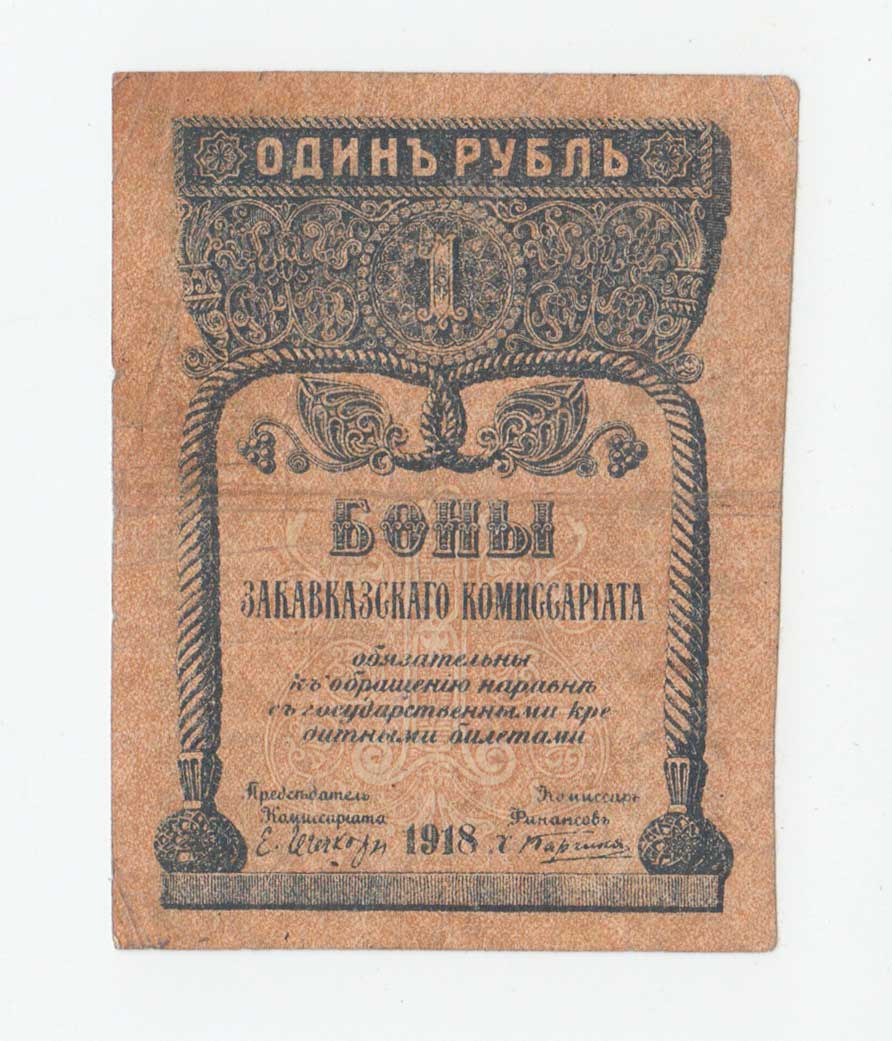 ОДИНЪ РУБЛЬ
1
БОНЫ
ЗАКАВКАЗСКАГО КОМИССАРІАТА
обязательны
къ обращенію наравнѣ
съ государственными кре
дитными билетами
Предсѣдатель
Комиссаріата
Комиссаръ
Финансовъ
1918